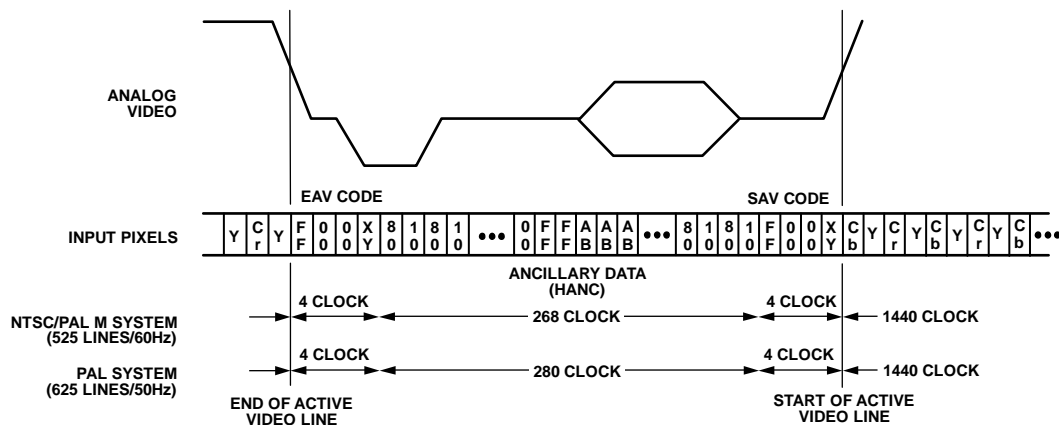 ANALOG
VIDEO
EAV CODE
SAV CODE
INPUT PIXELS
Y Cr Y FF 00 00 XY 80 10 80 10 ••• 00 FF FF AB AB AB ••• 80 10 80 10 FF 00 00 XY Cb Y Cr Y Cb Y Cr Y Cb •••
ANCILLARY DATA
(HANC)
NTSC/PAL M SYSTEM
(525 LINES/60Hz)
4 CLOCK
268 CLOCK
4 CLOCK
1440 CLOCK
PAL SYSTEM
(625 LINES/50Hz)
4 CLOCK
280 CLOCK
4 CLOCK
1440 CLOCK
END OF ACTIVE
VIDEO LINE
START OF ACTIVE
VIDEO LINE